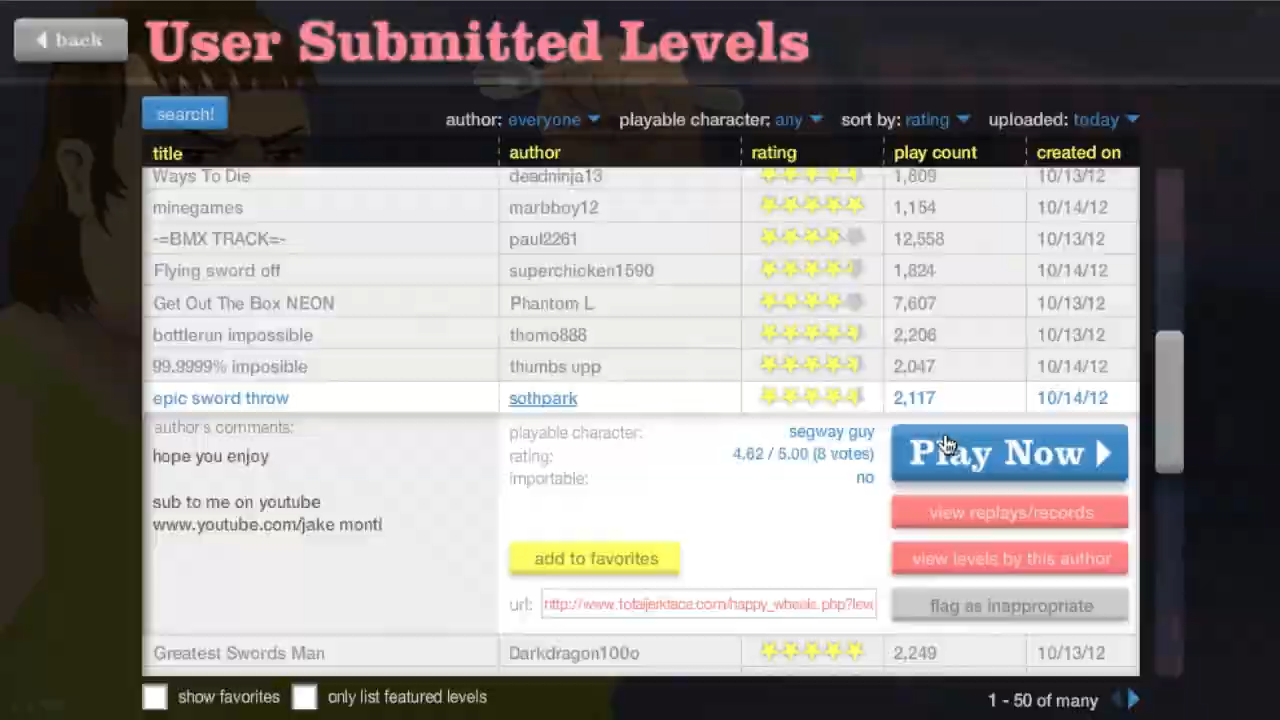 back
User Submitted Levels
search!
author: everyone playable character: any sort by: rating uploaded: today
title author rating play count created on
Ways To Die deadninja13 1,809 10/13/12
minegames marbboy12 1,154 10/14/12
-=BMX TRACK=- paul2261 12,558 10/13/12
Flying sword off superchicken1590 1,824 10/14/12
Get Out The Box NEON Phantom L 7,607 10/13/12
bottlerun impossible thomo888 2,206 10/13/12
99.9999% imposible thumbs upp 2,047 10/14/12
epic sword throw sothpark 2,117 10/14/12
author's comments:
hope you enjoy
sub to me on youtube
www.youtube.com/jake montl
playable character: segway guy
rating: 4.62 / 5.00 (8 votes)
importable: no
add to favorites
url: http://www.totaljerkface.com/happy_wheels.php?leve
Play Now
view replays/records
view levels by this author
flag as inappropriate
Greatest Swords Man Darkdragon100o 2,249 10/13/12
show favorites only list featured levels
1 - 50 of many